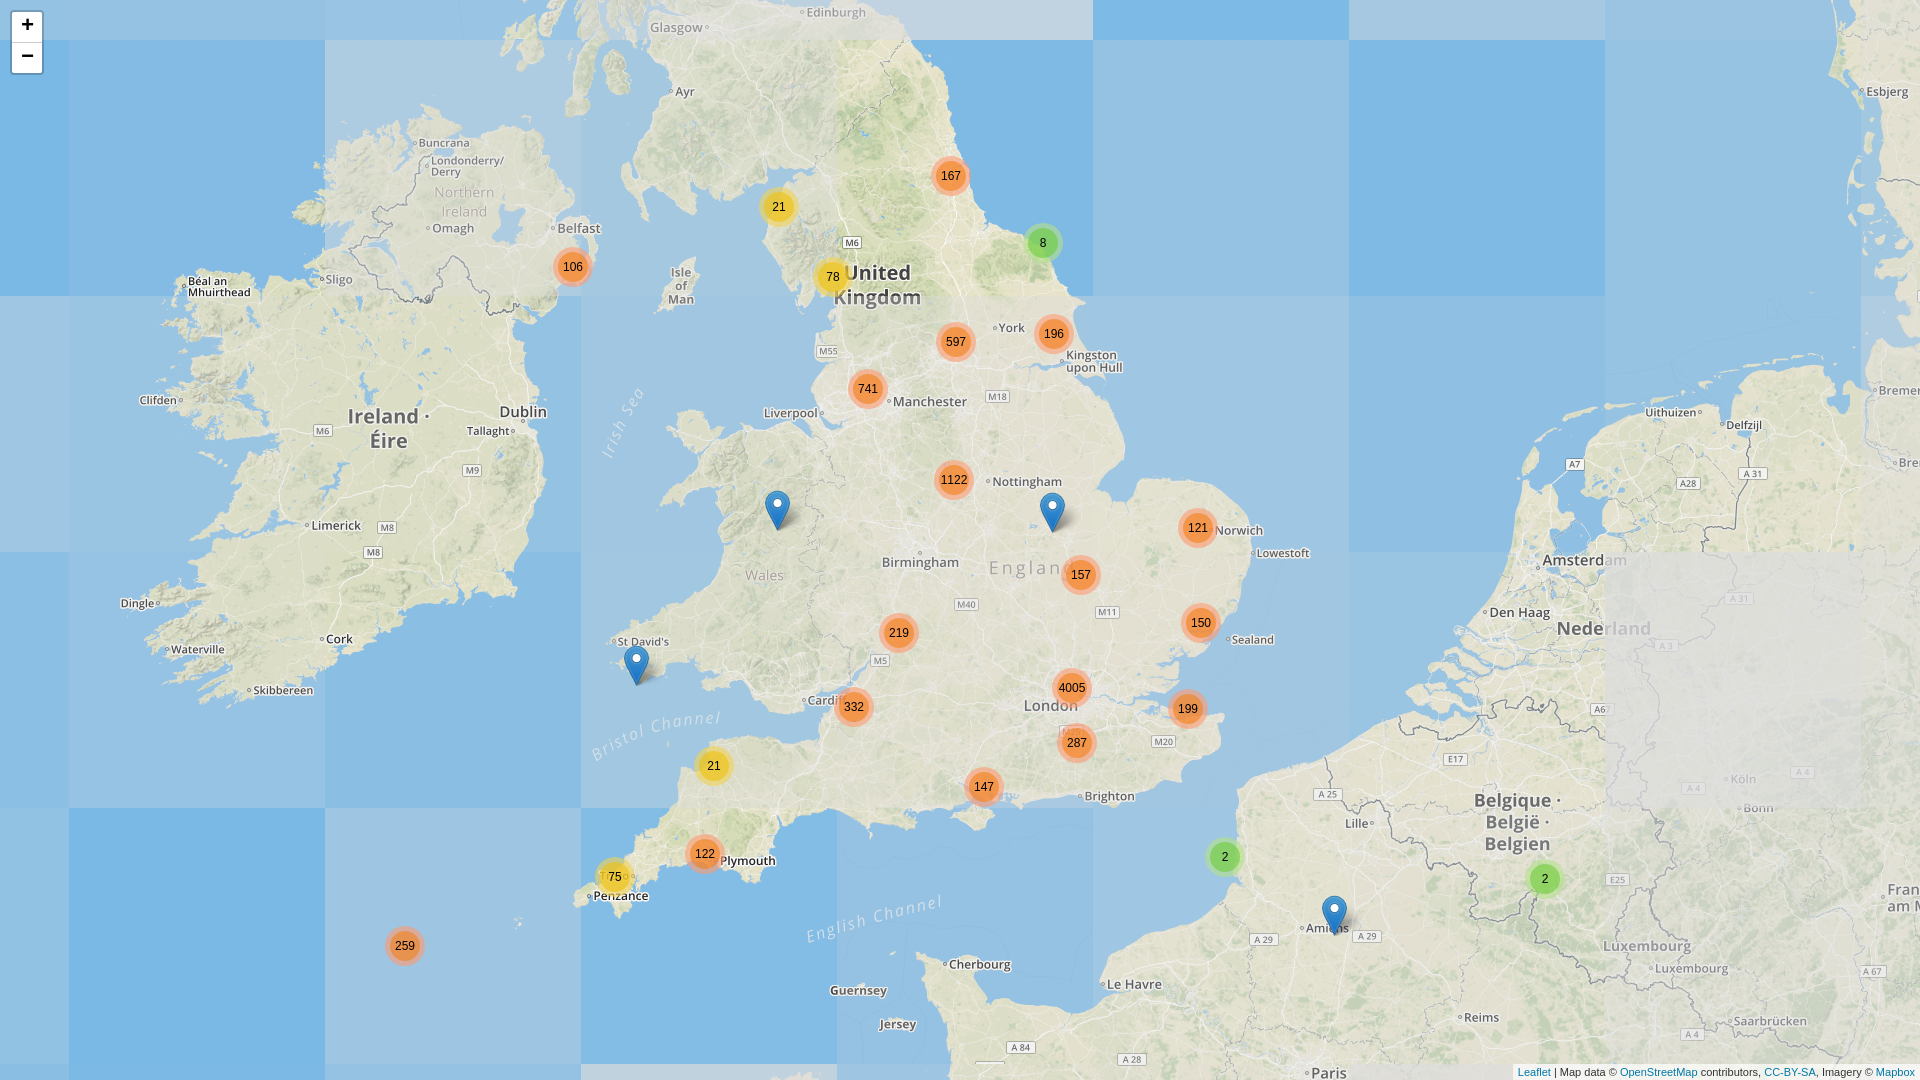 +
−
Edinburgh
Glasgow
Ayr
Esbjerg
Buncrana
Londonderry/
Derry
167
Northern
Ireland
21
Omagh
Belfast
M6
8
106
Isle
of
Man
78
United
Kingdom
Sligo
Béal an
Mhuirthead
York
196
597
M55
Kingston
upon Hull
741
M18
Clifden
Manchester
Liverpool
Dublin
Uithuizen
Delfzijl
Ireland ·
Éire
M6
Tallaght
Irish Sea
A7
A 31
A28
M9
1122
Nottingham
Limerick
M8
M8
121
Norwich
Lowestoft
Birmingham
England
157
Amsterdam
Wales
Dingle
M40
M11
Den Haag
A 31
Nederland
150
219
Cork
St David's
Sealand
Waterville
M5
A 3
Skibbereen
4005
London
Cardiff
332
199
Bristol Channel
287
M20
E17
21
147
Brighton
A 25
Köln
A 4
A 4
Bonn
Lille
Belgique ·
België ·
Belgien
122
Plymouth
2
75
Penzance
2
E25
English Channel
Amiens
A 29
A 29
259
Luxembourg
Luxembourg
A 67
Cherbourg
Le Havre
Guernsey
Jersey
Reims
Saarbrücken
A 4
A 84
A 28
Paris
Leaflet | Map data © OpenStreetMap contributors, CC-BY-SA, Imagery © Mapbox